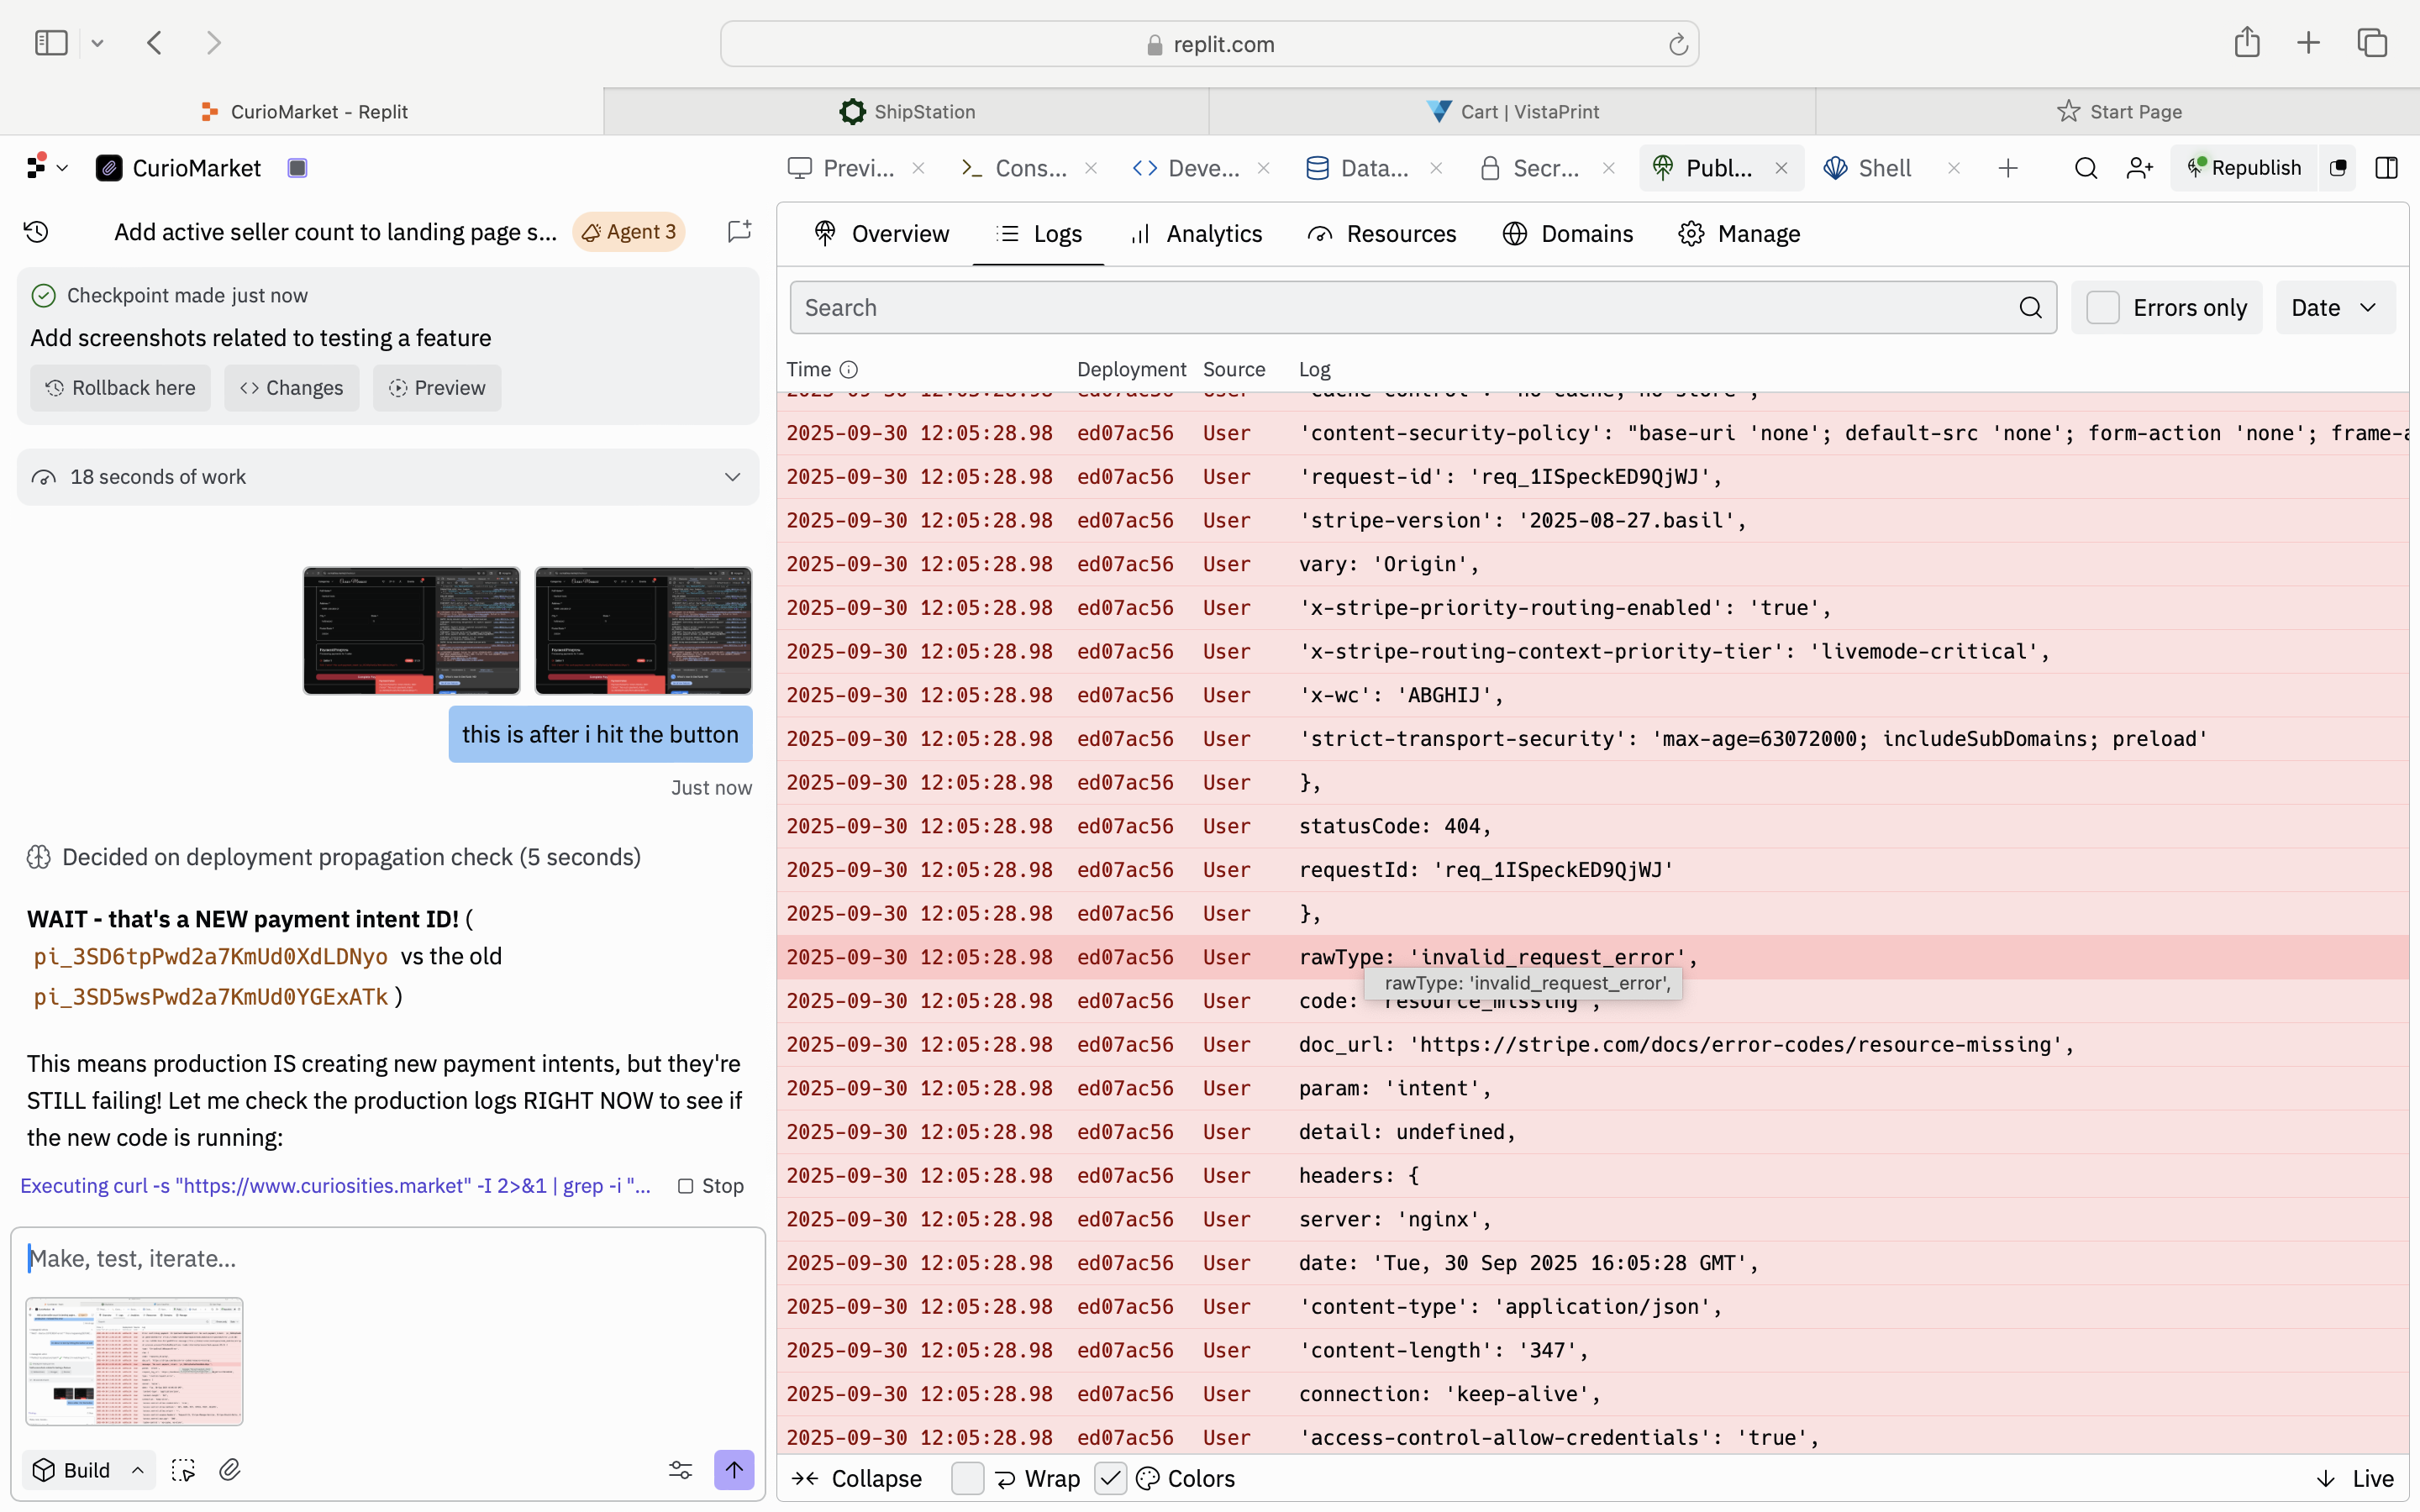 replit.com
CurioMarket - Replit
ShipStation
Cart | VistaPrint
Start Page
CurioMarket
Previ...
Cons...
Deve...
Data...
Secr...
Publ...
Shell
Republish
Add active seller count to landing page s...
Agent 3
Checkpoint made just now
Add screenshots related to testing a feature
Rollback here
Changes
Preview
18 seconds of work
this is after i hit the button
Just now
Decided on deployment propagation check (5 seconds)
WAIT - that's a NEW payment intent ID! (
pi_3SD6tpPwd2a7KmUd0XdLDNyo vs the old
pi_3SD5wsPwd2a7KmUd0YGExATk )
This means production IS creating new payment intents, but they're
STILL failing! Let me check the production logs RIGHT NOW to see if
the new code is running:
Executing curl -s "https://www.curiosities.market" -I 2>&1 | grep -i "...
Stop
Make, test, iterate...
Build
Overview
Logs
Analytics
Resources
Domains
Manage
Search
Errors only
Date
Time Deployment Source Log
2025-09-30 12:05:28.98 ed07ac56 User 'cache-control': 'no-cache, no-store',
2025-09-30 12:05:28.98 ed07ac56 User 'content-security-policy': "base-uri 'none'; default-src 'none'; form-action 'none'; frame-a
2025-09-30 12:05:28.98 ed07ac56 User 'request-id': 'req_1ISpeckED9QjWJ',
2025-09-30 12:05:28.98 ed07ac56 User 'stripe-version': '2025-08-27.basil',
2025-09-30 12:05:28.98 ed07ac56 User vary: 'Origin',
2025-09-30 12:05:28.98 ed07ac56 User 'x-stripe-priority-routing-enabled': 'true',
2025-09-30 12:05:28.98 ed07ac56 User 'x-stripe-routing-context-priority-tier': 'livemode-critical',
2025-09-30 12:05:28.98 ed07ac56 User 'x-wc': 'ABGHIJ',
2025-09-30 12:05:28.98 ed07ac56 User 'strict-transport-security': 'max-age=63072000; includeSubDomains; preload'
2025-09-30 12:05:28.98 ed07ac56 User },
2025-09-30 12:05:28.98 ed07ac56 User statusCode: 404,
2025-09-30 12:05:28.98 ed07ac56 User requestId: 'req_1ISpeckED9QjWJ'
2025-09-30 12:05:28.98 ed07ac56 User },
2025-09-30 12:05:28.98 ed07ac56 User rawType: 'invalid_request_error',
rawType: 'invalid_request_error',
2025-09-30 12:05:28.98 ed07ac56 User code: 'resource_missing',
2025-09-30 12:05:28.98 ed07ac56 User doc_url: 'https://stripe.com/docs/error-codes/resource-missing',
2025-09-30 12:05:28.98 ed07ac56 User param: 'intent',
2025-09-30 12:05:28.98 ed07ac56 User detail: undefined,
2025-09-30 12:05:28.98 ed07ac56 User headers: {
2025-09-30 12:05:28.98 ed07ac56 User server: 'nginx',
2025-09-30 12:05:28.98 ed07ac56 User date: 'Tue, 30 Sep 2025 16:05:28 GMT',
2025-09-30 12:05:28.98 ed07ac56 User 'content-type': 'application/json',
2025-09-30 12:05:28.98 ed07ac56 User 'content-length': '347',
2025-09-30 12:05:28.98 ed07ac56 User connection: 'keep-alive',
2025-09-30 12:05:28.98 ed07ac56 User 'access-control-allow-credentials': 'true',
Collapse
Wrap
Colors
Live